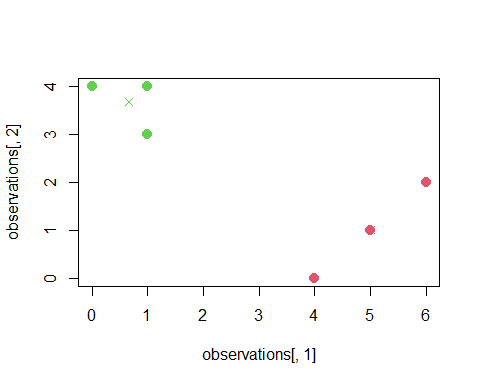 observations[, 2]
4
3
2
1
0
0 1 2 3 4 5 6
observations[, 1]